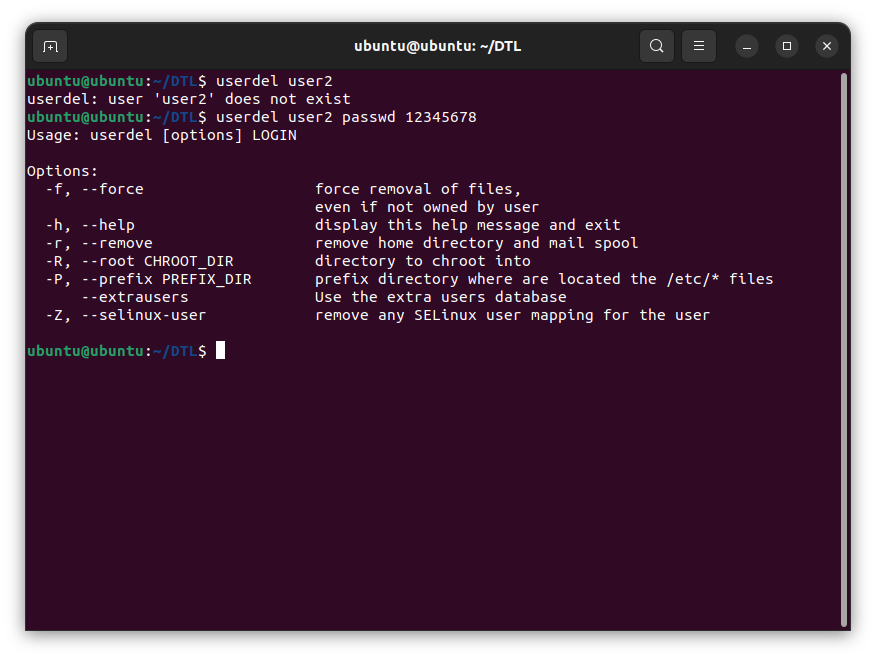 ubuntu@ubuntu: ~/DTL
ubuntu@ubuntu:~/DTL$ userdel user2
userdel: user 'user2' does not exist
ubuntu@ubuntu:~/DTL$ userdel user2 passwd 12345678
Usage: userdel [options] LOGIN

Options:
  -f, --force                   force removal of files,
                                even if not owned by user
  -h, --help                    display this help message and exit
  -r, --remove                  remove home directory and mail spool
  -R, --root CHROOT_DIR         directory to chroot into
  -P, --prefix PREFIX_DIR       prefix directory where are located the /etc/* files
      --extrausers              Use the extra users database
  -Z, --selinux-user            remove any SELinux user mapping for the user

ubuntu@ubuntu:~/DTL$